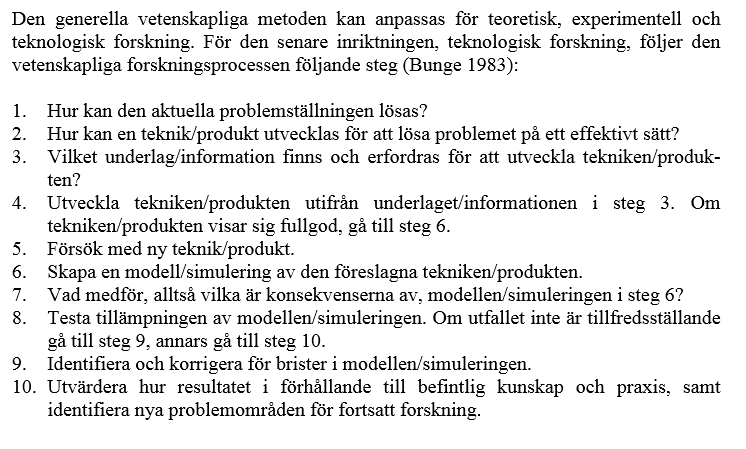 Den generella vetenskapliga metoden kan anpassas för teoretisk, experimentell och
teknologisk forskning. För den senare inriktningen, teknologisk forskning, följer den
vetenskapliga forskningsprocessen följande steg (Bunge 1983):
1. Hur kan den aktuella problemställningen lösas?
2. Hur kan en teknik/produkt utvecklas för att lösa problemet på ett effektivt sätt?
3. Vilket underlag/information finns och erfordras för att utveckla tekniken/produk-
ten?
4. Utveckla tekniken/produkten utifrån underlaget/informationen i steg 3. Om
tekniken/produkten visar sig fullgod, gå till steg 6.
5. Försök med ny teknik/produkt.
6. Skapa en modell/simulering av den föreslagna tekniken/produkten.
7. Vad medför, alltså vilka är konsekvenserna av, modellen/simuleringen i steg 6?
8. Testa tillämpningen av modellen/simuleringen. Om utfallet inte är tillfredsställande
gå till steg 9, annars gå till steg 10.
9. Identifiera och korrigera för brister i modellen/simuleringen.
10. Utvärdera hur resultatet i förhållande till befintlig kunskap och praxis, samt
identifiera nya problemområden för fortsatt forskning.